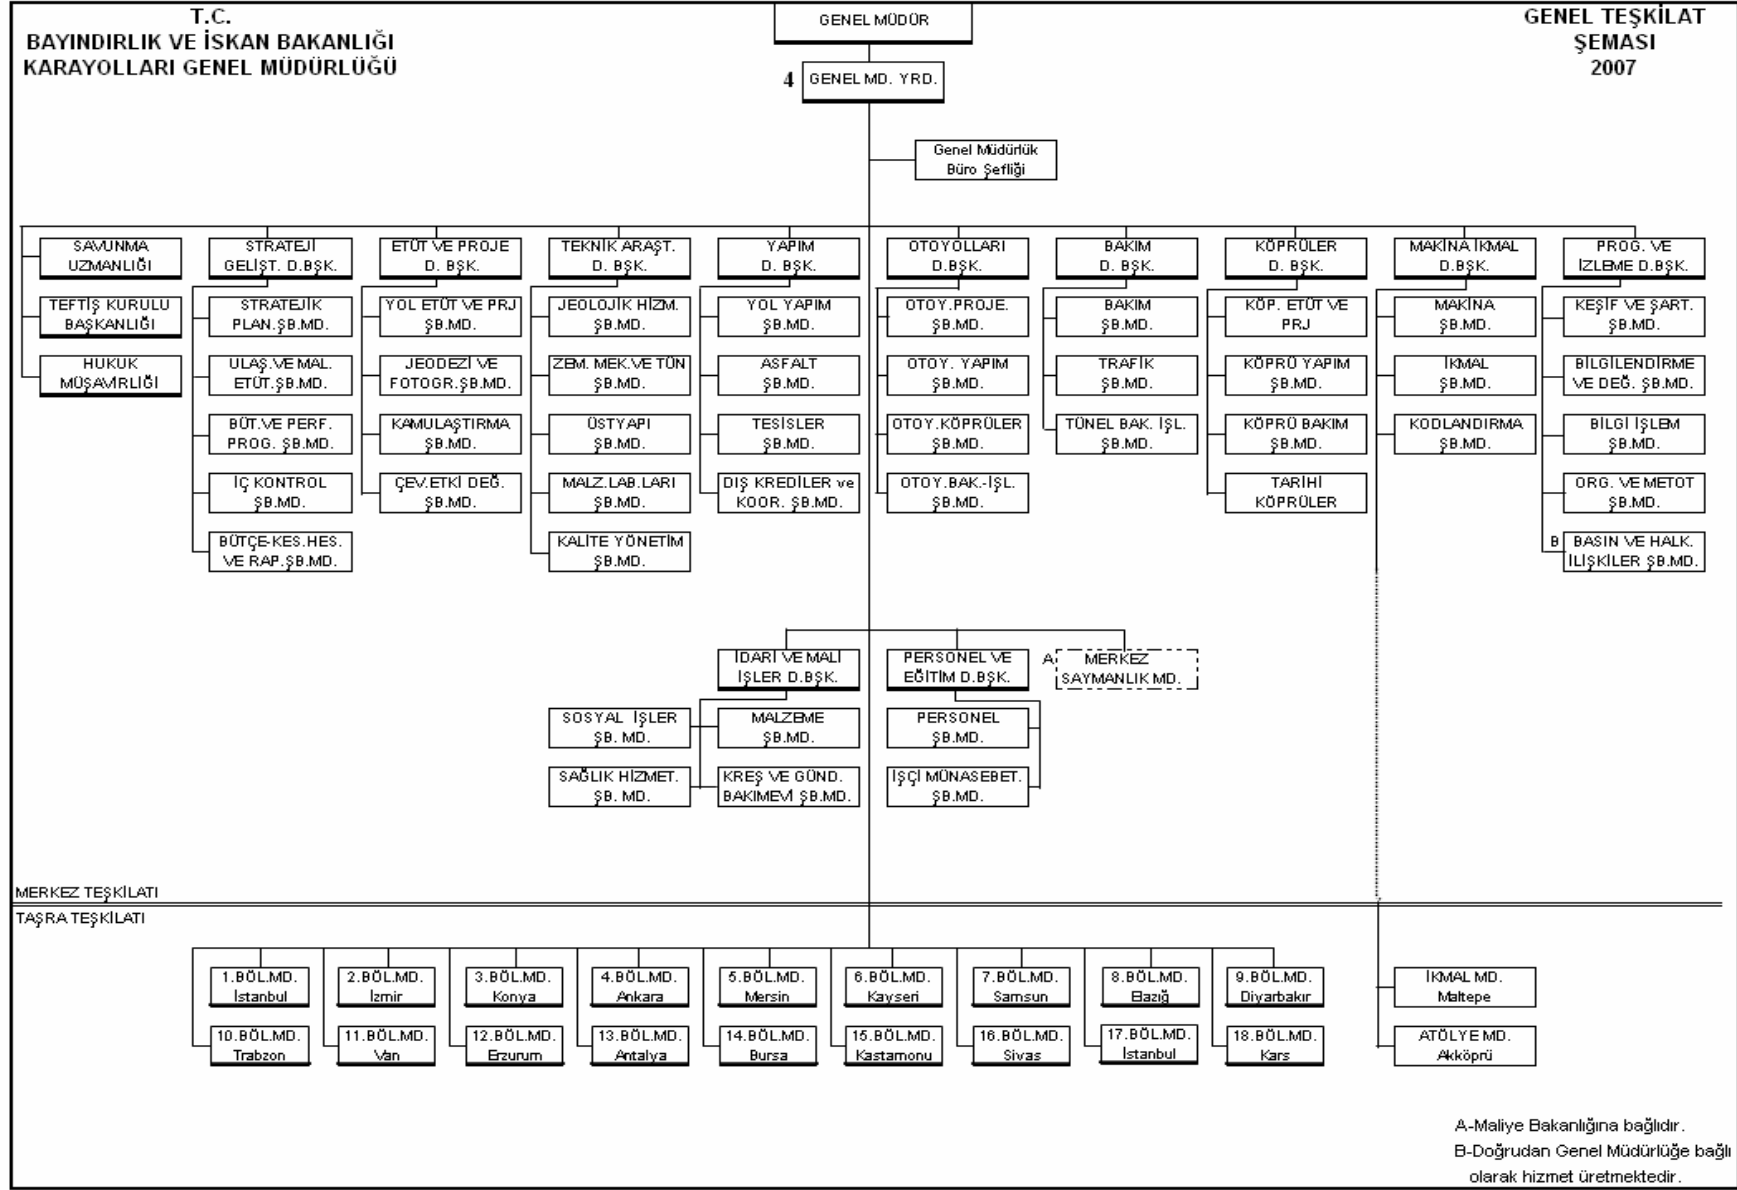 T.C.
BAYINDIRLIK VE İSKAN BAKANLIĞI
KARAYOLLARI GENEL MÜDÜRLÜĞÜ
GENEL MÜDÜR
GENEL TEŞKİLAT
ŞEMASI
2007
4
GENEL MD. YRD.
Genel Müdürlük
Büro Şefliği
SAVUNMA
UZMANLIĞI
TEFTİŞ KURULU
BAŞKANLIĞI
HUKUK
MÜŞAVİRLİĞİ
STRATEJİ
GELİŞT. D.BŞK.
STRATEJİK
PLAN.ŞB.MD.
ULAŞ.VE MAL.
ETÜT.ŞB.MD.
BÜT.VE PERF.
PROG. ŞB.MD.
İÇ KONTROL
ŞB.MD.
BÜTÇE-KES.HES.
VE RAP.ŞB.MD.
ETÜT VE PROJE
D. BŞK.
YOL ETÜT VE PRJ
ŞB.MD.
JEODEZİ VE
FOTOGR.ŞB.MD.
KAMULAŞTIRMA
ŞB.MD.
ÇEV.ETKİ DEĞ.
ŞB.MD.
TEKNİK ARAŞT.
D. BŞK.
JEOLOJİK HİZM.
ŞB.MD.
ZEM. MEK.VE TÜN
ŞB.MD.
ÜSTYAPI
ŞB.MD.
MALZ.LAB.LARI
ŞB.MD.
KALİTE YÖNETİM
ŞB.MD.
YAPIM
D. BŞK.
YOL YAPIM
ŞB.MD.
ASFALT
ŞB.MD.
TESİSLER
ŞB.MD.
DIŞ KREDİLER ve
KOOR. ŞB.MD.
OTOYOLLARI
D.BŞK.
OTOY.PROJE.
ŞB.MD.
OTOY. YAPIM
ŞB.MD.
OTOY.KÖPRÜLER
ŞB.MD.
OTOY.BAK.-İŞL.
ŞB.MD.
BAKIM
D. BŞK.
BAKIM
ŞB.MD.
TRAFİK
ŞB.MD.
TÜNEL BAK. İŞL.
ŞB.MD.
KÖPRÜLER
D. BŞK.
KÖP. ETÜT VE
PRJ
KÖPRÜ YAPIM
ŞB.MD.
KÖPRÜ BAKIM
ŞB.MD.
TARİHİ
KÖPRÜLER
MAKİNA İKMAL
D.BŞK.
MAKİNA
ŞB.MD.
İKMAL
ŞB.MD.
KODLANDIRMA
ŞB.MD.
PROG. VE
İZLEME D.BŞK.
KEŞİF VE ŞART.
ŞB.MD.
BİLGİLENDİRME
VE DEĞ. ŞB.MD.
BİLGİ İŞLEM
ŞB.MD.
ORG. VE METOT
ŞB.MD.
B
BASIN VE HALK.
İLİŞKİLER ŞB.MD.
İDARİ VE MALİ
İŞLER D.BŞK.
SOSYAL İŞLER
ŞB. MD.
MALZEME
ŞB.MD.
SAĞLIK HİZMET.
ŞB. MD.
KREŞ VE GÜND.
BAKIMEVİ ŞB.MD.
PERSONEL VE
EĞİTİM D.BŞK.
PERSONEL
ŞB.MD.
İŞÇİ MÜNASEBET.
ŞB.MD.
A
MERKEZ
SAYMANLIK MD.
MERKEZ TEŞKİLATI
TAŞRA TEŞKİLATI
1.BÖL.MD.
İstanbul
2.BÖL.MD.
İzmir
3.BÖL.MD.
Konya
4.BÖL.MD.
Ankara
5.BÖL.MD.
Mersin
6.BÖL.MD.
Kayseri
7.BÖL.MD.
Samsun
8.BÖL.MD.
Elazığ
9.BÖL.MD.
Diyarbakır
İKMAL MD.
Maltepe
10.BÖL.MD.
Trabzon
11.BÖL.MD.
Van
12.BÖL.MD.
Erzurum
13.BÖL.MD.
Antalya
14.BÖL.MD.
Bursa
15.BÖL.MD.
Kastamonu
16.BÖL.MD.
Sivas
17.BÖL.MD.
İstanbul
18.BÖL.MD.
Kars
ATÖLYE MD.
Akköprü
A-Maliye Bakanlığına bağlıdır.
B-Doğrudan Genel Müdürlüğe bağlı
olarak hizmet üretmektedir.